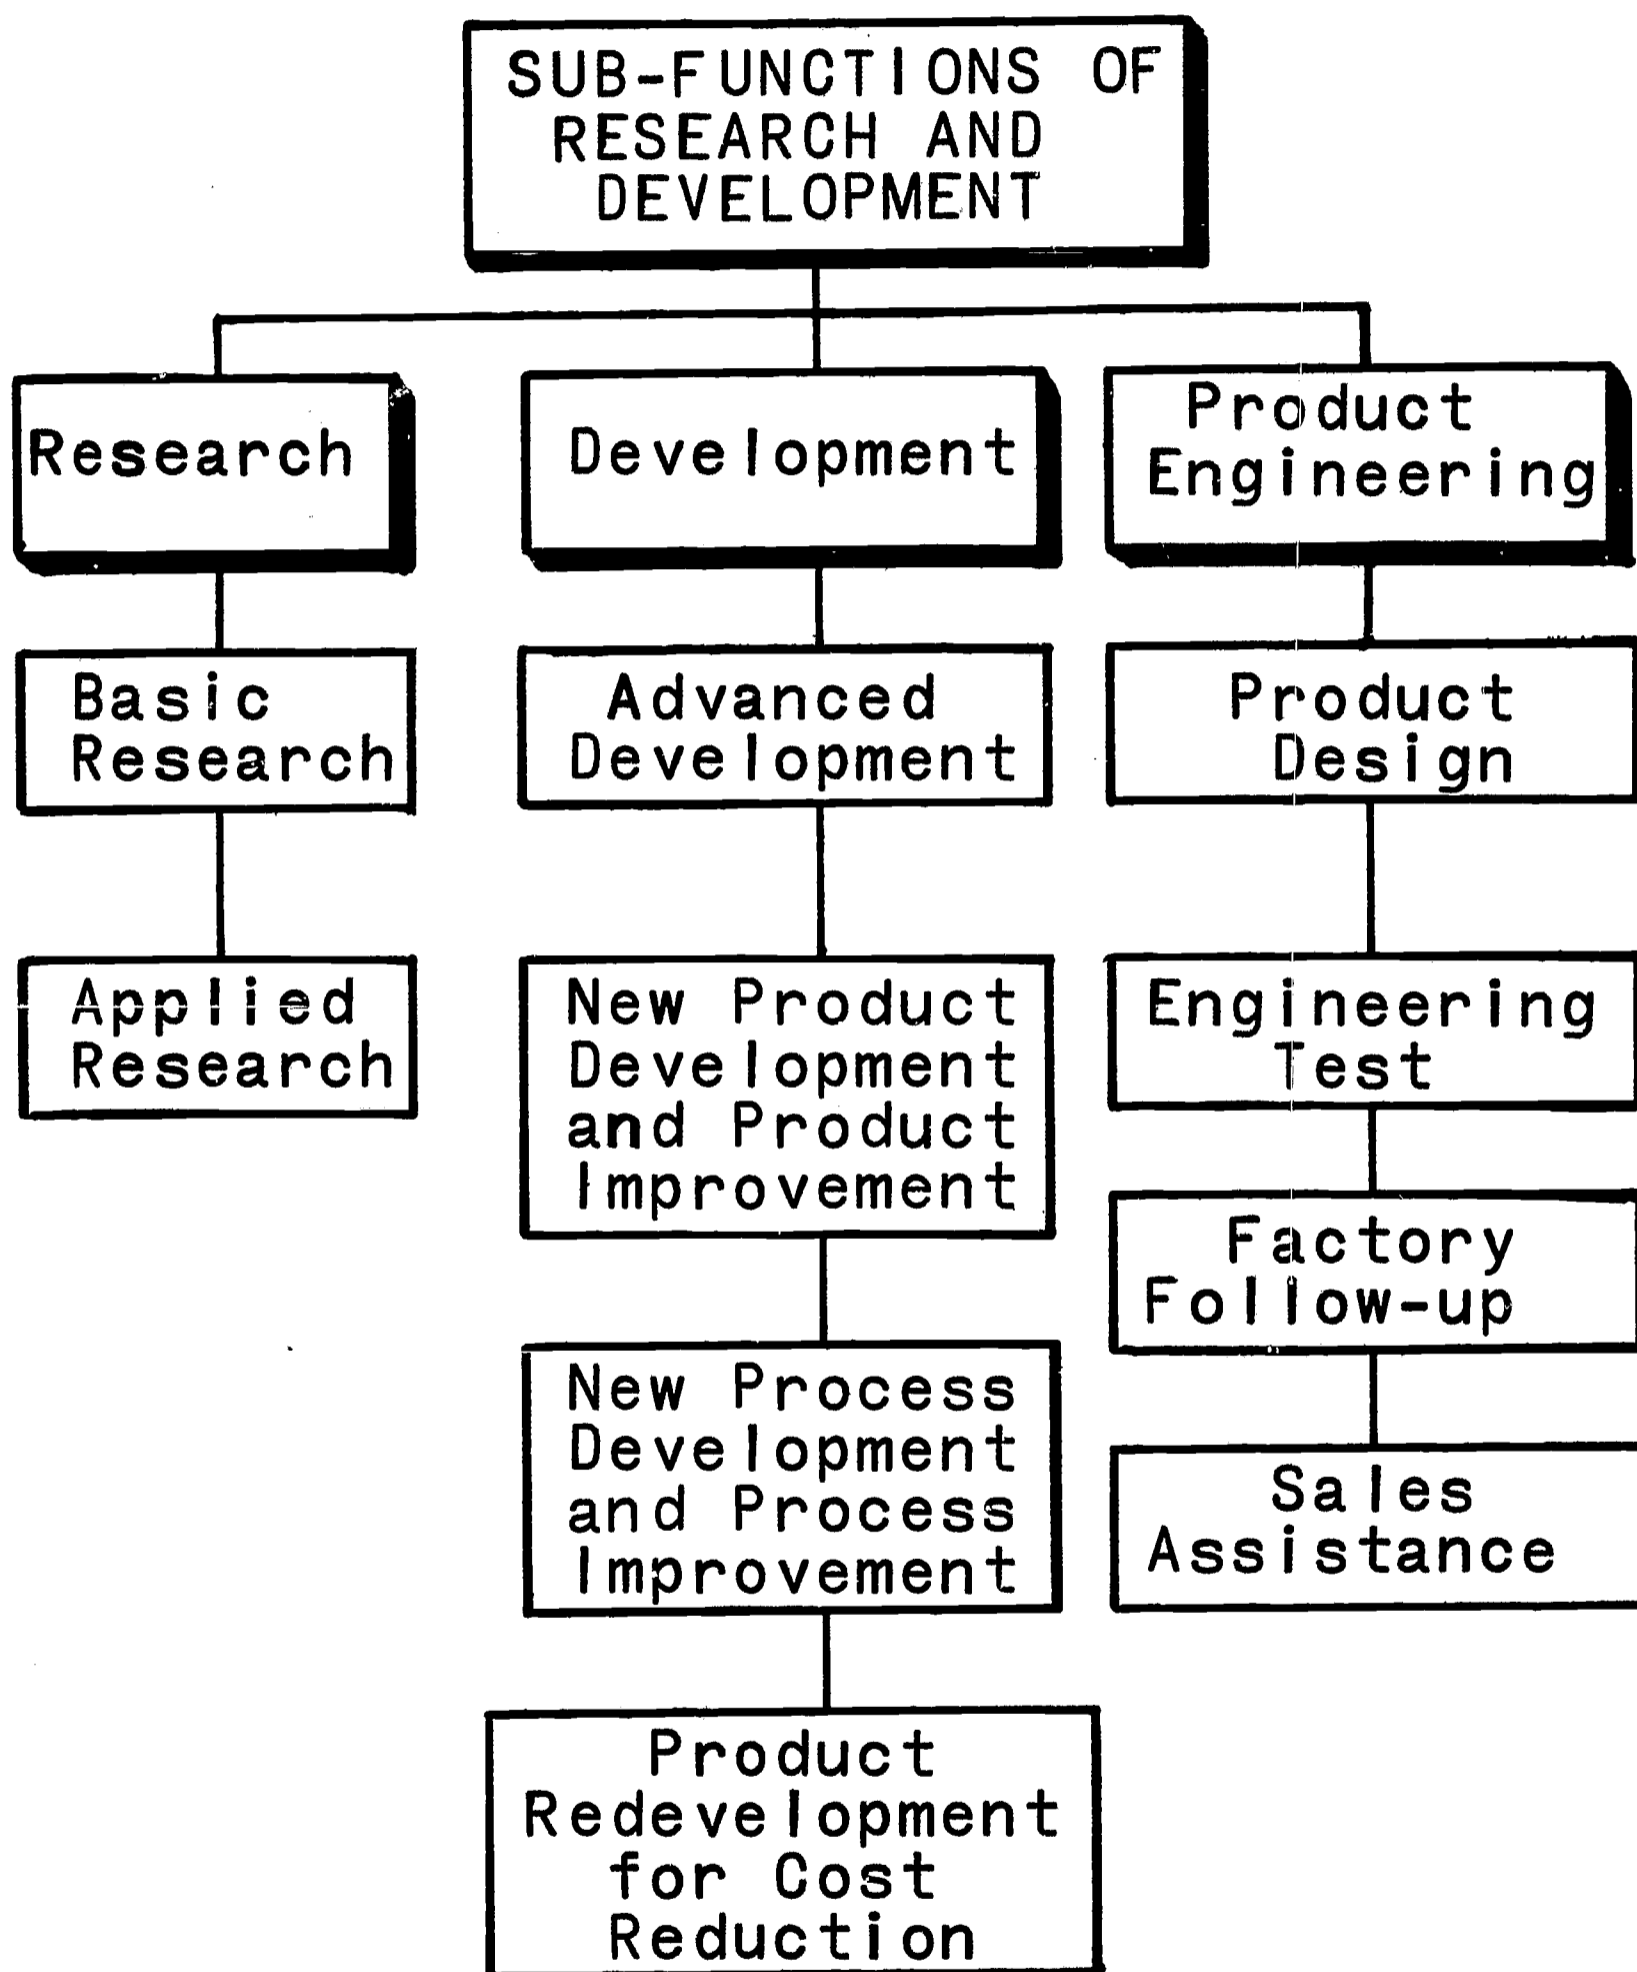 SUB-FUNCTIONS OF
RESEARCH AND
DEVELOPMENT
Research
Basic
Research
Applied
Research
Development
Advanced
Development
New Product
Development
and Product
Improvement
New Process
Development
and Process
Improvement
Product
Redevelopment
for Cost
Reduction
Product
Engineering
Product
Design
Engineering
Test
Factory
Follow-up
Sales
Assistance